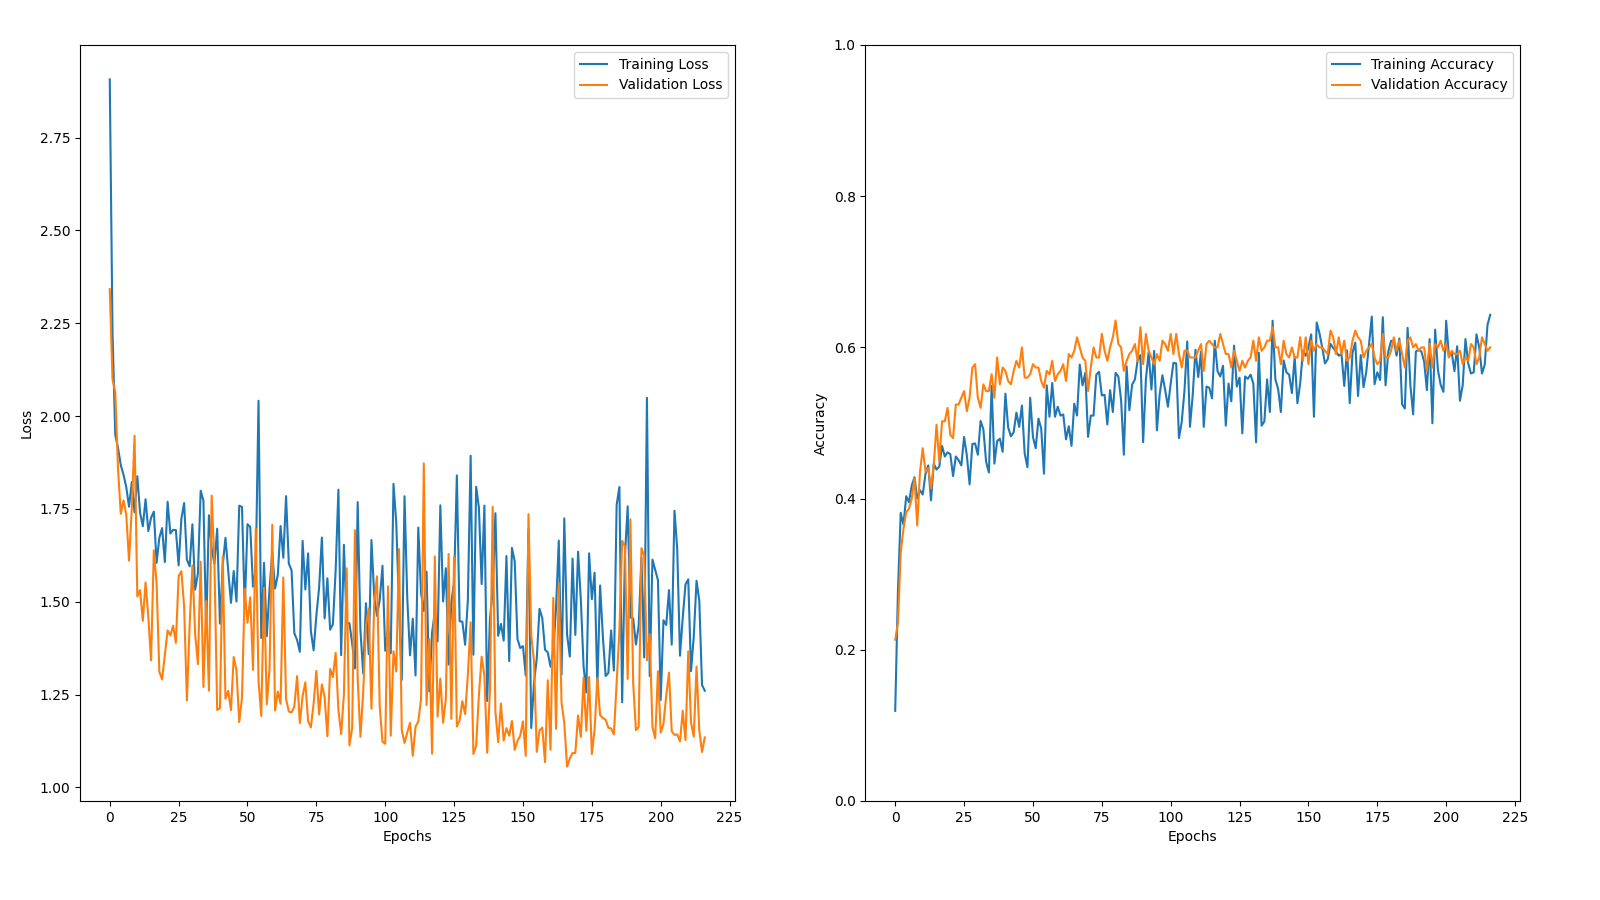 Training Loss
Validation Loss
2.75
2.50
2.25
2.00
1.75
1.50
1.25
1.00
Loss
0 25 50 75 100 125 150 175 200 225
Epochs
Training Accuracy
Validation Accuracy
1.0
0.8
0.6
0.4
0.2
0.0
Accuracy
0 25 50 75 100 125 150 175 200 225
Epochs